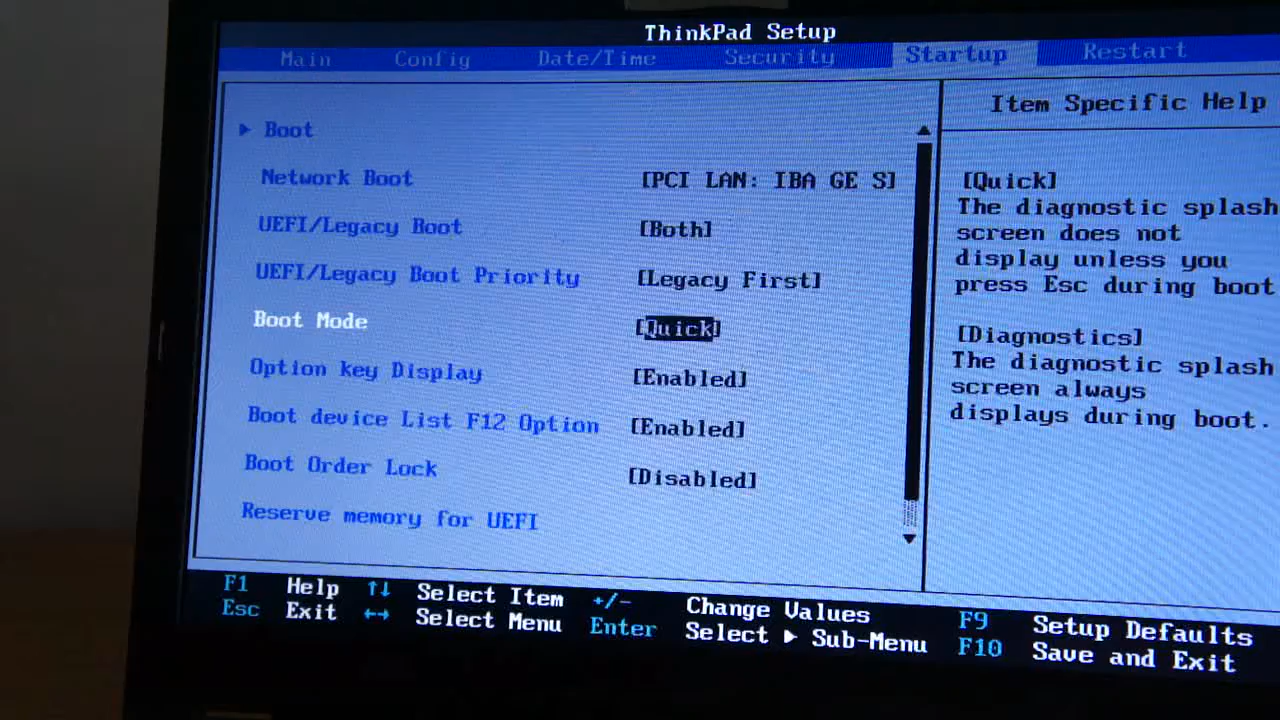 ThinkPad Setup
Main Config Date/Time Security Startup Restart
Item Specific Help
▶ Boot
Network Boot [PCI LAN: IBA GE S]
UEFI/Legacy Boot [Both]
UEFI/Legacy Boot Priority [Legacy First]
Boot Mode [Quick]
Option key Display [Enabled]
Boot device List F12 Option [Enabled]
Boot Order Lock [Disabled]
Reserve memory for UEFI
[Quick]
The diagnostic splash
screen does not
display unless you
press Esc during boot
[Diagnostics]
The diagnostic splash
screen always
displays during boot.
F1 Help ↑↓ Select Item +/- Change Values F9 Setup Defaults
Esc Exit ←→ Select Menu Enter Select ▶ Sub-Menu F10 Save and Exit